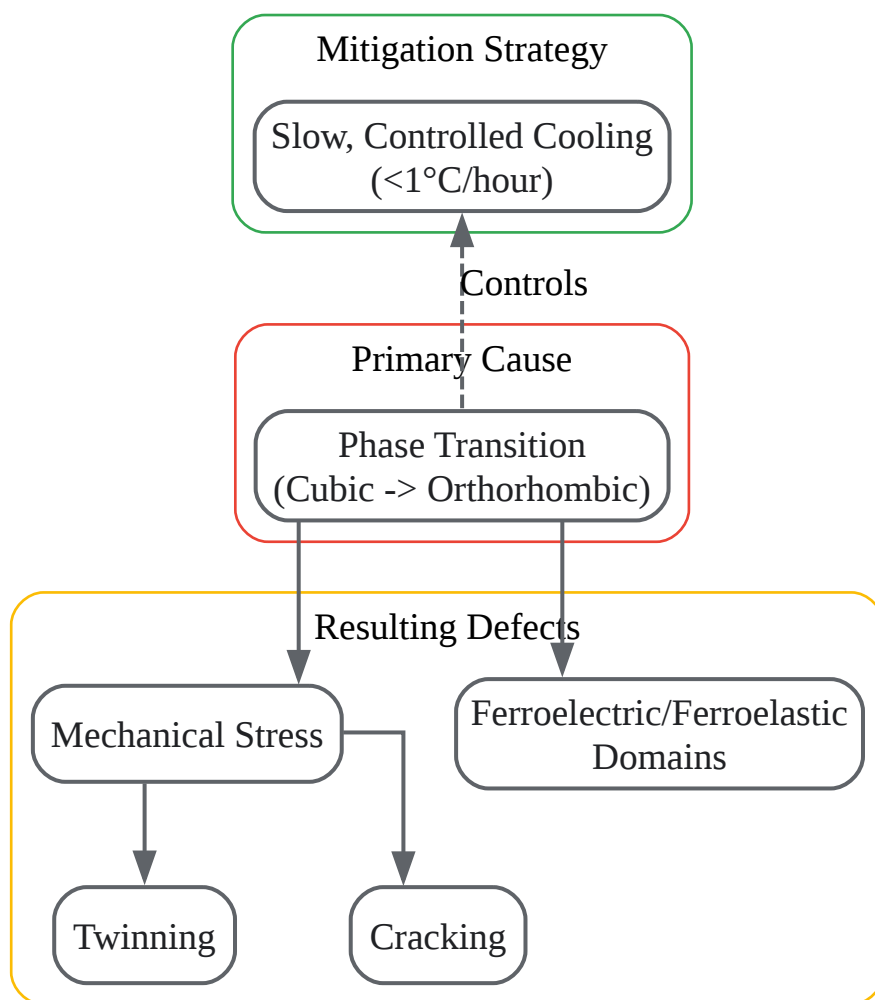 Mitigation Strategy
Slow, Controlled Cooling
(<1°C/hour)
Controls
Primary Cause
Phase Transition
(Cubic -> Orthorhombic)
Resulting Defects
Mechanical Stress
Ferroelectric/Ferroelastic
Domains
Twinning
Cracking